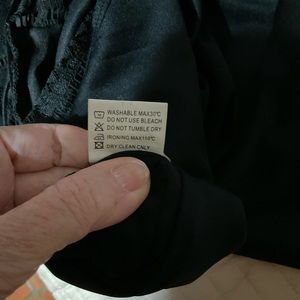 WASHABLE MAX30℃
DO NOT USE BLEACH
DO NOT TUMBLE DRY
IRONING MAX110℃
DRY CLEAN ONLY